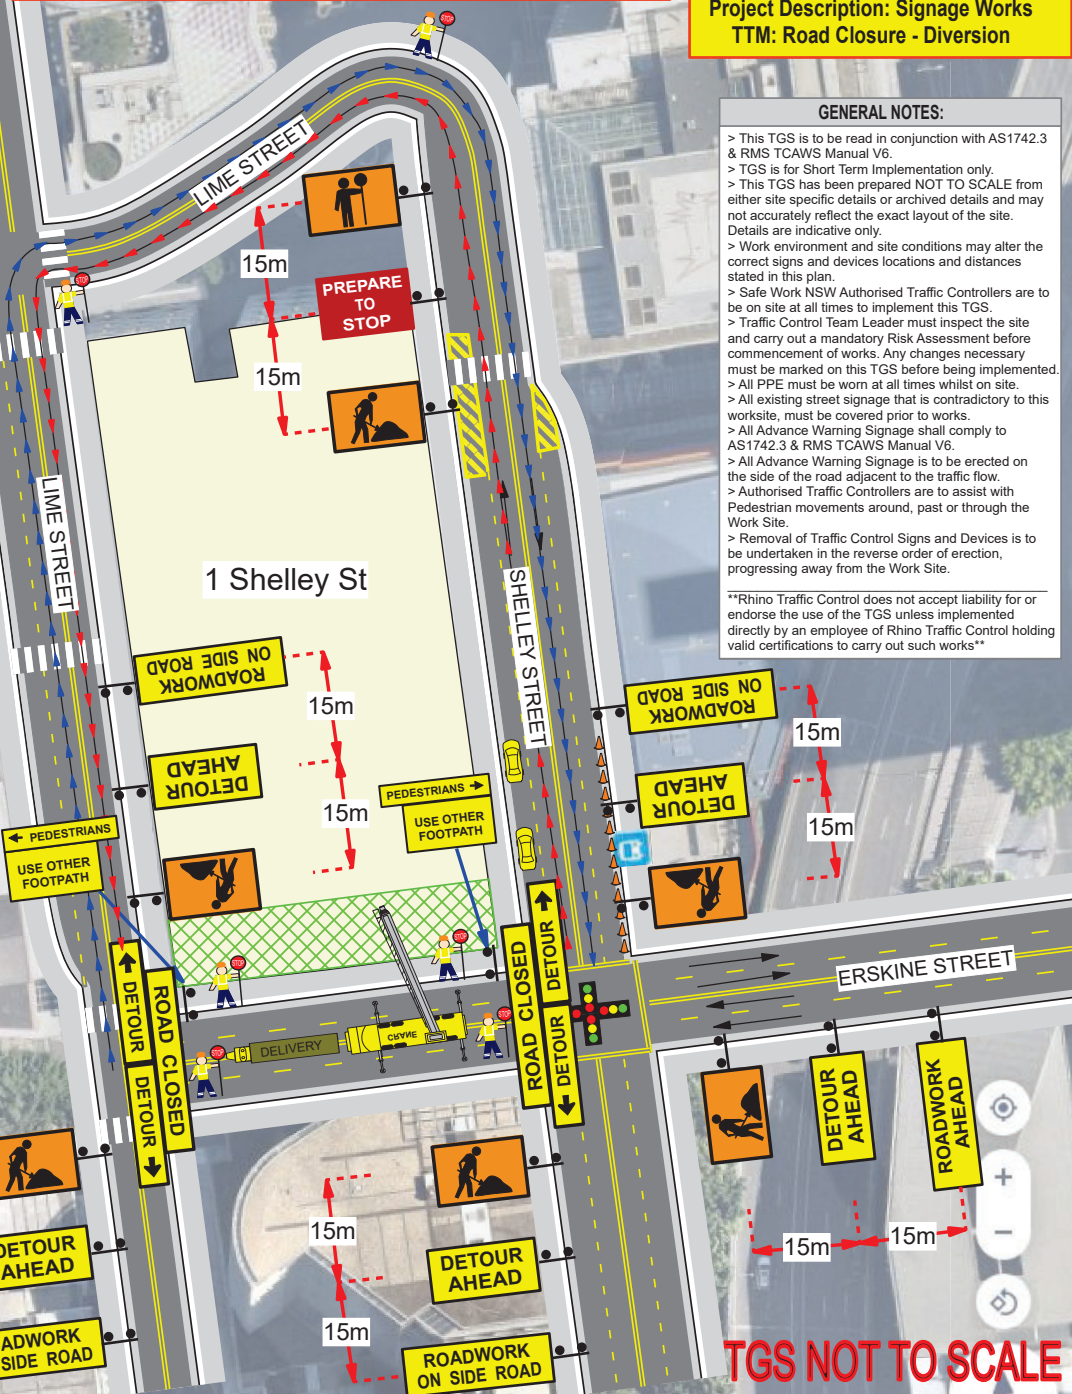 Project Description: Signage Works
TTM: Road Closure - Diversion
GENERAL NOTES:
> This TGS is to be read in conjunction with AS1742.3
& RMS TCAWS Manual V6.
> TGS is for Short Term Implementation only.
> This TGS has been prepared NOT TO SCALE from
either site specific details or archived details and may
not accurately reflect the exact layout of the site.
Details are indicative only.
> Work environment and site conditions may alter the
correct signs and devices locations and distances
stated in this plan.
> Safe Work NSW Authorised Traffic Controllers are to
be on site at all times to implement this TGS.
> Traffic Control Team Leader must inspect the site
and carry out a mandatory Risk Assessment before
commencement of works. Any changes necessary
must be marked on this TGS before being implemented.
> All PPE must be worn at all times whilst on site.
> All existing street signage that is contradictory to this
worksite, must be covered prior to works.
> All Advance Warning Signage shall comply to
AS1742.3 & RMS TCAWS Manual V6.
> All Advance Warning Signage is to be erected on
the side of the road adjacent to the traffic flow.
> Authorised Traffic Controllers are to assist with
Pedestrian movements around, past or through the
Work Site.
> Removal of Traffic Control Signs and Devices is to
be undertaken in the reverse order of erection,
progressing away from the Work Site.
**Rhino Traffic Control does not accept liability for or
endorse the use of the TGS unless implemented
directly by an employee of Rhino Traffic Control holding
valid certifications to carry out such works**
STOP
LIME STREET
15m
PREPARE
TO
STOP
STOP
15m
LIME STREET
1 Shelley St
SHELLEY STREET
ROADWORK
ON SIDE ROAD
15m
ROADWORK
ON SIDE ROAD
15m
DETOUR
AHEAD
15m
DETOUR
AHEAD
15m
PEDESTRIANS
USE OTHER
FOOTPATH
PEDESTRIANS
USE OTHER
FOOTPATH
STOP
STOP
STOP
STOP
DETOUR
ROAD CLOSED
DETOUR
DELIVERY
CRANE
ROAD CLOSED
DETOUR
DETOUR
ERSKINE STREET
DETOUR
AHEAD
ROADWORK
AHEAD
15m
15m
DETOUR
AHEAD
ADWORK
SIDE ROAD
15m
DETOUR
AHEAD
15m
ROADWORK
ON SIDE ROAD
TGS NOT TO SCALE